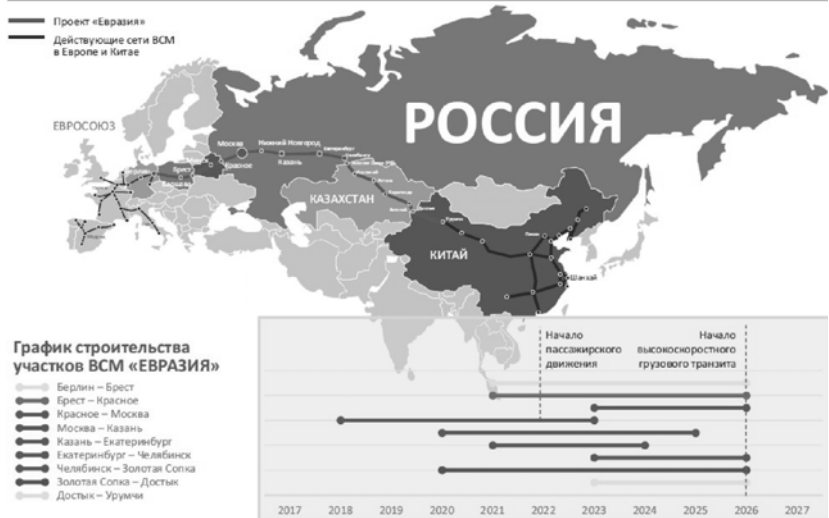 Проект «Евразия»
Действующие сети ВСМ
в Европе и Китае
ЕВРОСОЮЗ
РОССИЯ
Москва
Нижний Новгород
Екатеринбург
Брест
Красное
Казань
КАЗАХСТАН
КИТАЙ
Шанхай
График строительства
участков ВСМ «ЕВРАЗИЯ»
Берлин – Брест
Брест – Красное
Красное – Москва
Москва – Казань
Казань – Екатеринбург
Екатеринбург – Челябинск
Челябинск – Золотая Сопка
Золотая Сопка – Достык
Достык – Урумчи
Начало
пассажирского
движения
Начало
высокоскоростного
грузового транзита
2017 2018 2019 2020 2021 2022 2023 2024 2025 2026 2027